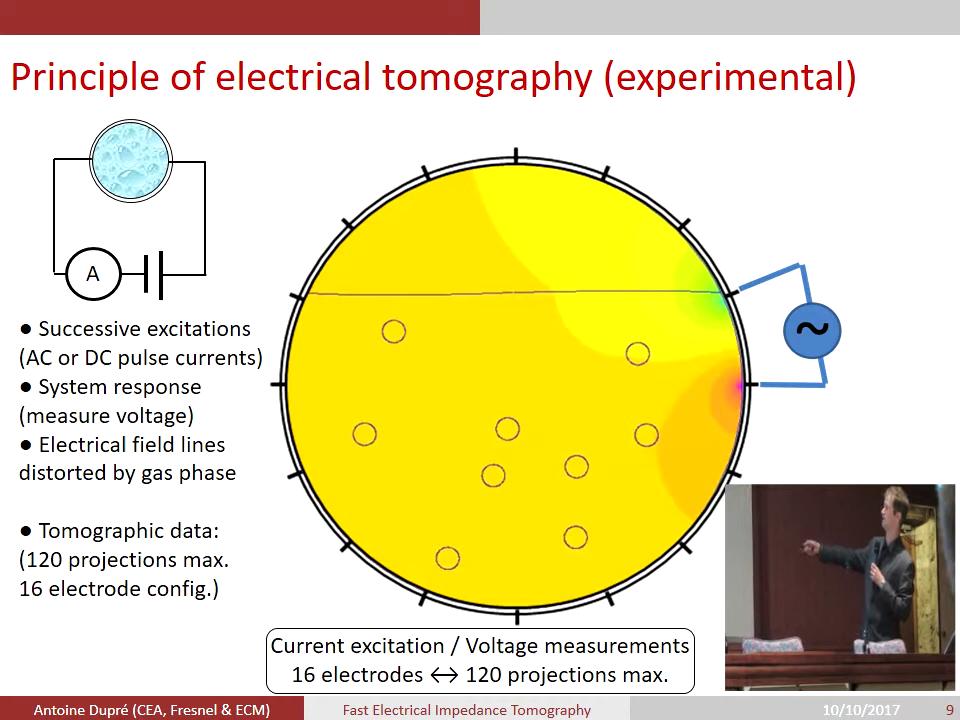 Principle of electrical tomography (experimental)
A
● Successive excitations
(AC or DC pulse currents)
● System response
(measure voltage)
● Electrical field lines
distorted by gas phase
● Tomographic data:
(120 projections max.
16 electrode config.)
~
Current excitation / Voltage measurements
16 electrodes ↔ 120 projections max.
Antoine Dupré (CEA, Fresnel & ECM) Fast Electrical Impedance Tomography 10/10/2017 9